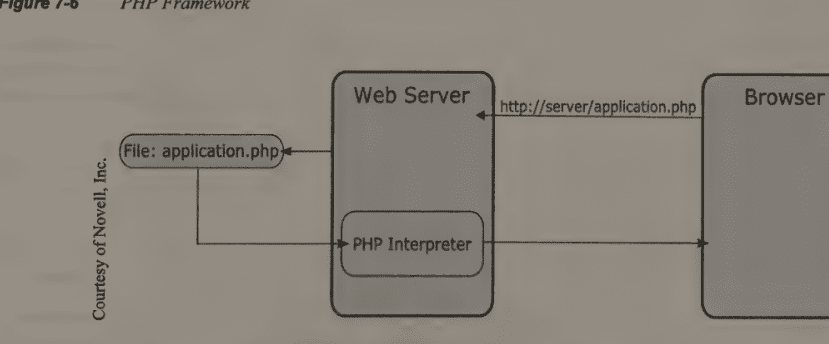 Figure 7-6 PHP Framework
Web Server
http://server/application.php
Browser
File: application.php
PHP Interpreter
Courtesy of Novell, Inc.